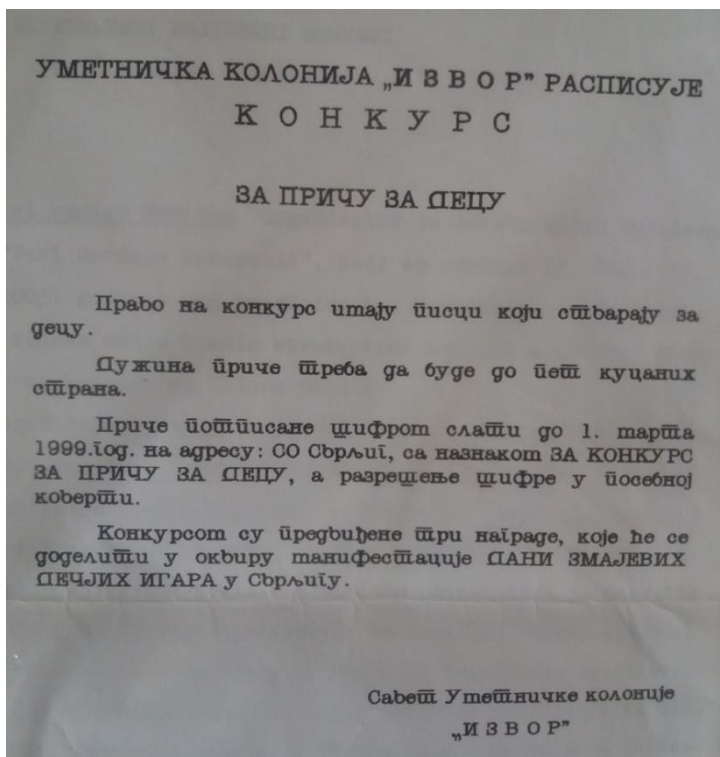 УМЕТНИЧКА КОЛОНИЈА „И З В О Р” РАСПИСУЈЕ
К О Н К У Р С
ЗА ПРИЧУ ЗА ДЕЦУ
Право на конкурс имају писци који стварају за
децу.
Дужина приче треба да буде до пет куцаних
страна.
Приче потписане шифром слати до 1. марта
1999.год. на адресу: СО Сврљиг, са назнаком ЗА КОНКУРС
ЗА ПРИЧУ ЗА ДЕЦУ, а разрешење шифре у посебној
коверти.
Конкурсом су предвиђене три награде, које ће се
доделити у оквиру манифестације ДАНИ ЗМАЈЕВИХ
ДЕЧЈИХ ИГАРА у Сврљигу.
Савет Уметничке колоније
„И З В О Р”